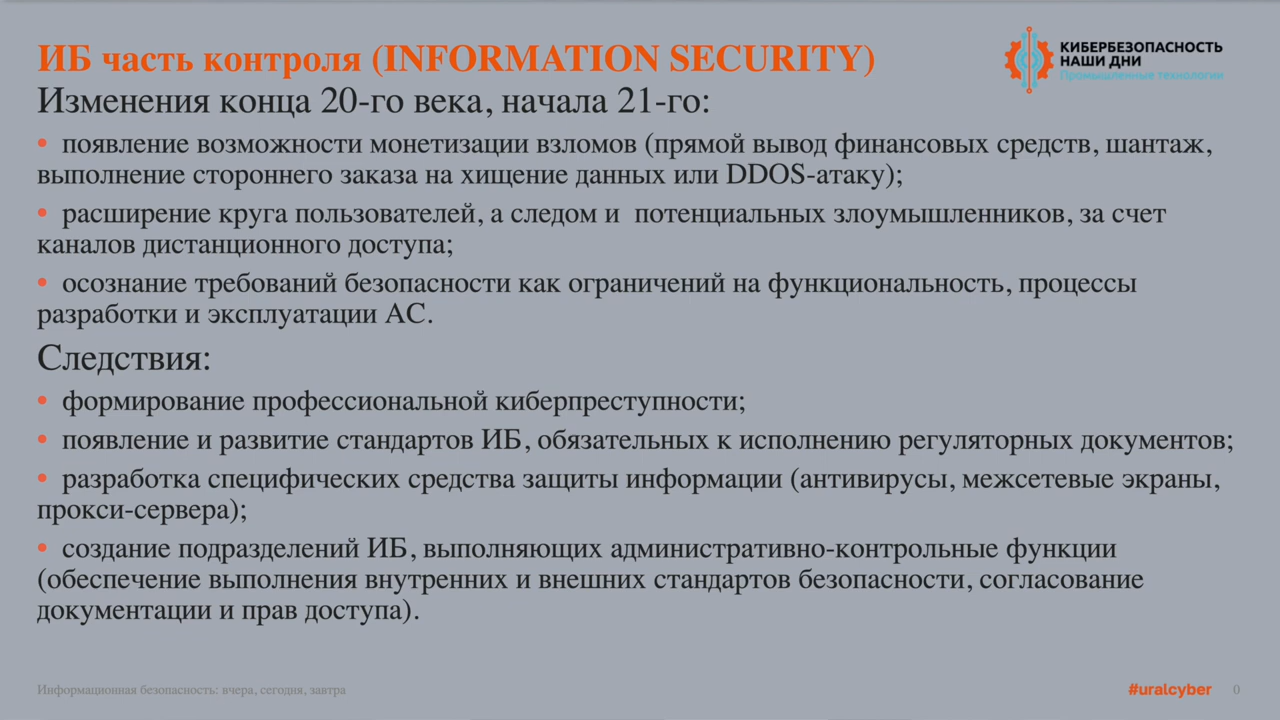 ИБ часть контроля (INFORMATION SECURITY)
КИБЕРБЕЗОПАСНОСТЬ
НАШИ ДНИ
Промышленные технологии
Изменения конца 20-го века, начала 21-го:
• появление возможности монетизации взломов (прямой вывод финансовых средств, шантаж,
выполнение стороннего заказа на хищение данных или DDOS-атаку);
• расширение круга пользователей, а следом и  потенциальных злоумышленников, за счет
каналов дистанционного доступа;
• осознание требований безопасности как ограничений на функциональность, процессы
разработки и эксплуатации АС.
Следствия:
• формирование профессиональной киберпреступности;
• появление и развитие стандартов ИБ, обязательных к исполнению регуляторных документов;
• разработка специфических средства защиты информации (антивирусы, межсетевые экраны,
прокси-сервера);
• создание подразделений ИБ, выполняющих административно-контрольные функции
(обеспечение выполнения внутренних и внешних стандартов безопасности, согласование
документации и прав доступа).
Информационная безопасность: вчера, сегодня, завтра
#uralcyber 0